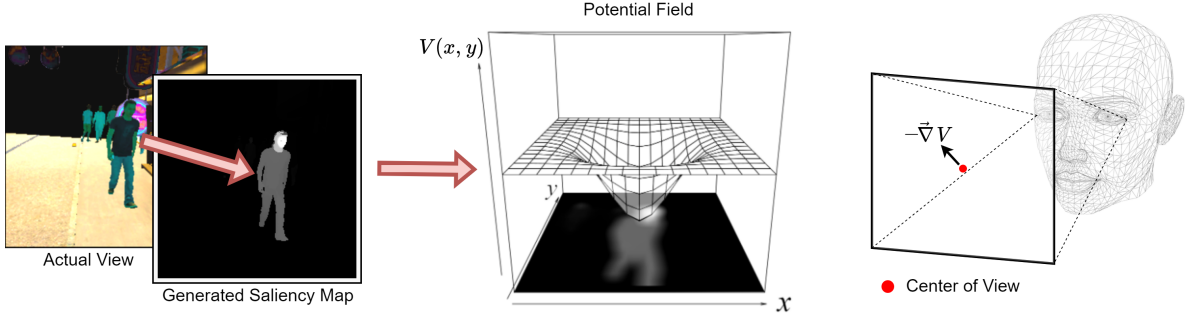 Potential Field
V(x, y)
y
x
Actual View
Generated Saliency Map
−∇⃗ V
Center of View